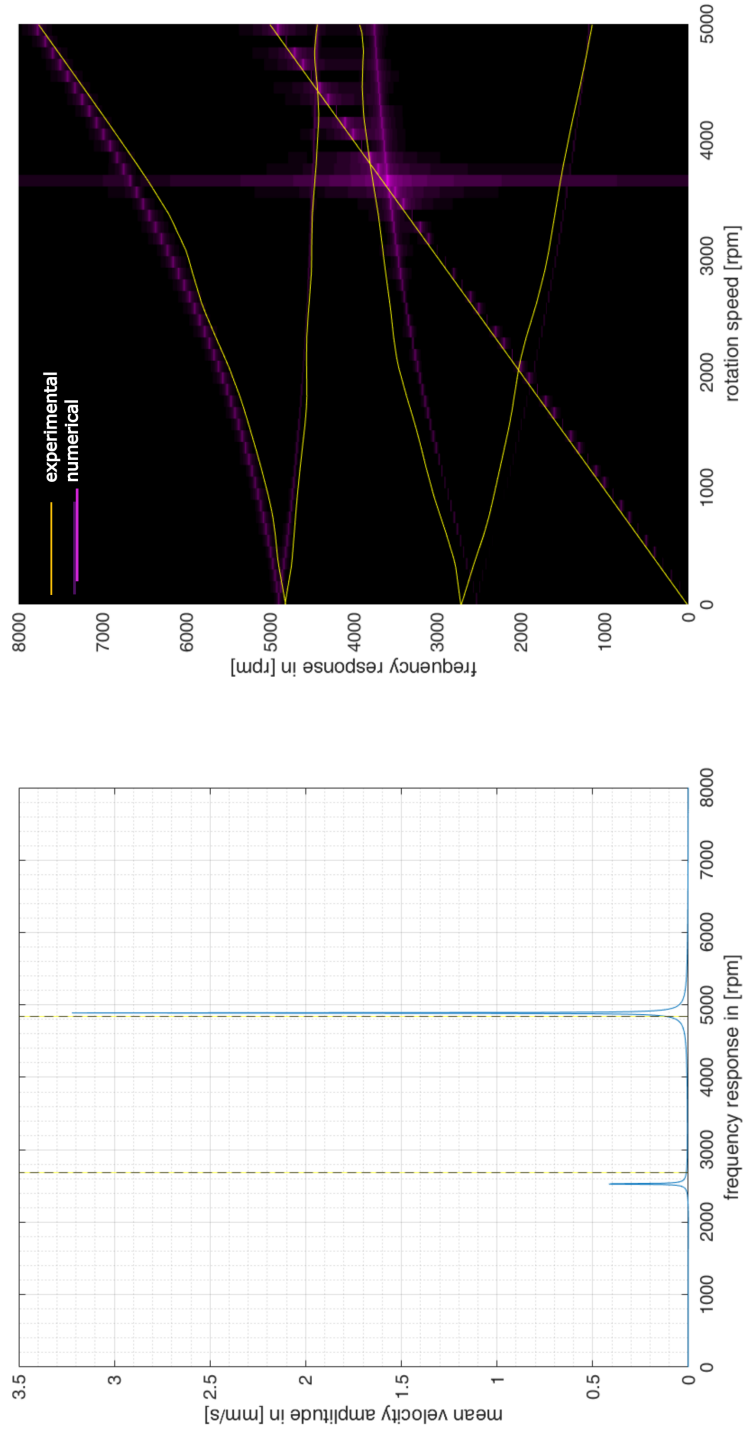 3.5
3
2.5
2
1.5
1
0.5
0
mean velocity amplitude in [mm/s]
0 1000 2000 3000 4000 5000 6000 7000 8000
frequency response in [rpm]
8000
7000
6000
5000
4000
3000
2000
1000
0
frequency response in [rpm]
experimental
numerical
0 1000 2000 3000 4000 5000
rotation speed [rpm]